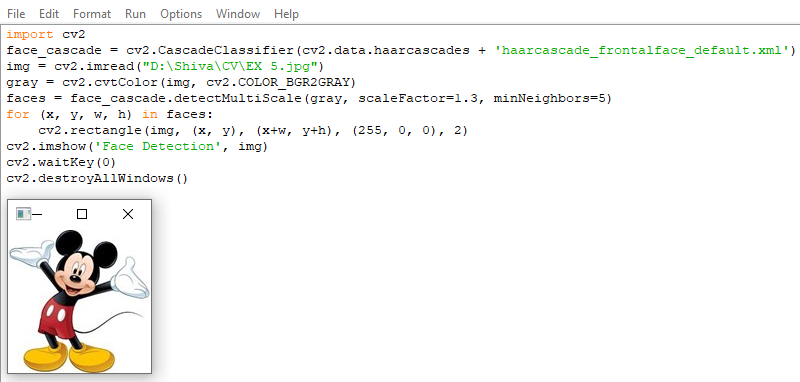 File Edit Format Run Options Window Help
import cv2
face_cascade = cv2.CascadeClassifier(cv2.data.haarcascades + 'haarcascade_frontalface_default.xml')
img = cv2.imread("D:\Shiva\CV\EX 5.jpg")
gray = cv2.cvtColor(img, cv2.COLOR_BGR2GRAY)
faces = face_cascade.detectMultiScale(gray, scaleFactor=1.3, minNeighbors=5)
for (x, y, w, h) in faces:
    cv2.rectangle(img, (x, y), (x+w, y+h), (255, 0, 0), 2)
cv2.imshow('Face Detection', img)
cv2.waitKey(0)
cv2.destroyAllWindows()